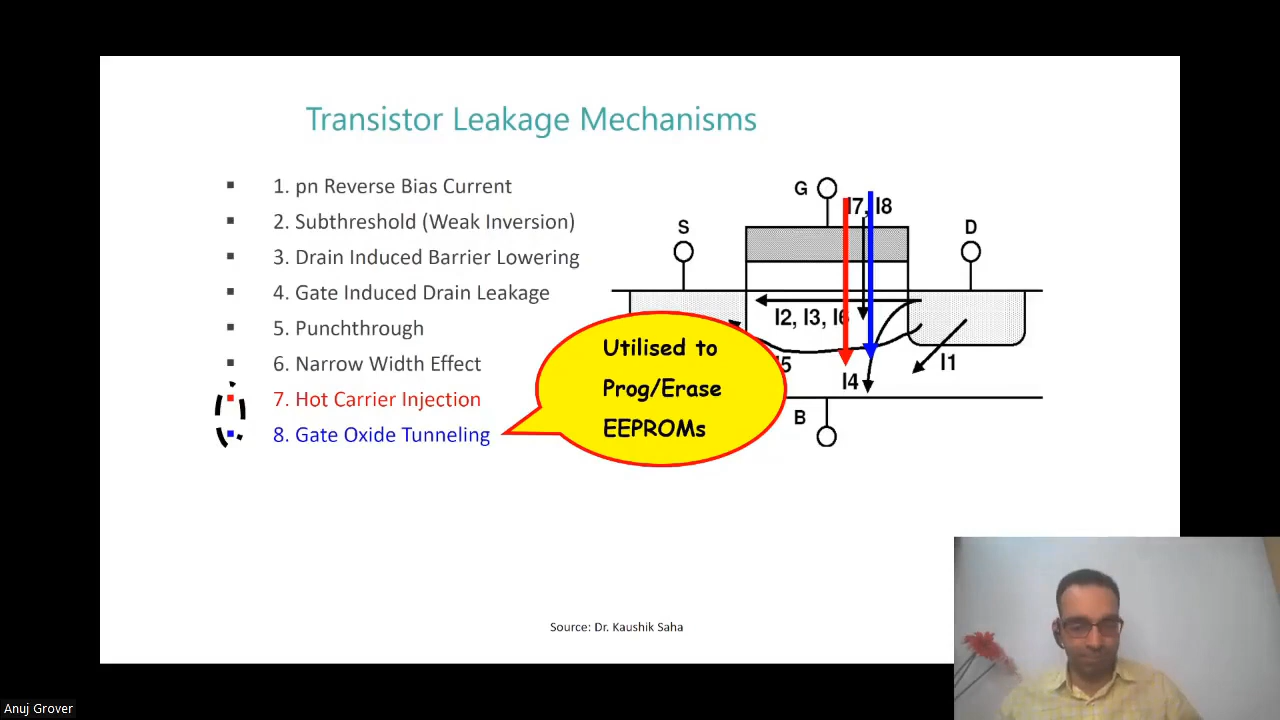 Transistor Leakage Mechanisms
1. pn Reverse Bias Current
2. Subthreshold (Weak Inversion)
3. Drain Induced Barrier Lowering
4. Gate Induced Drain Leakage
5. Punchthrough
6. Narrow Width Effect
7. Hot Carrier Injection
8. Gate Oxide Tunneling
Utilised to
Prog/Erase
EEPROMs
G
I7, I8
S
D
I2, I3, I6
I5
I4
I1
B
Source: Dr. Kaushik Saha
Anuj Grover